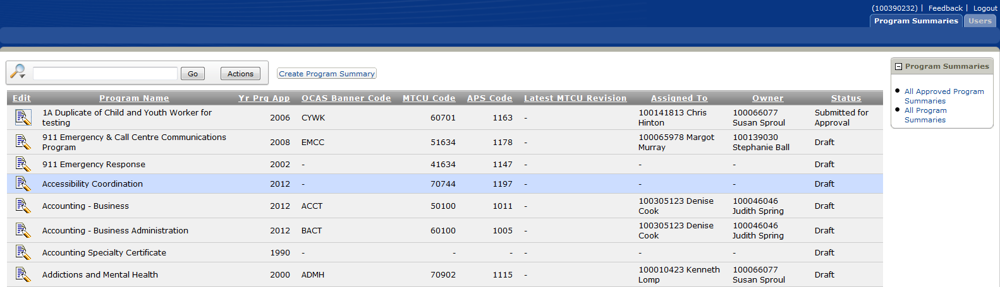 (100390232) | Feedback | Logout
Program Summaries Users
Go Actions Create Program Summary
Edit Program Name Yr Prg App OCAS Banner Code MTCU Code APS Code Latest MTCU Revision Assigned To Owner Status
1A Duplicate of Child and Youth Worker for testing 2006 CYWK 60701 1163 - 100141813 Chris Hinton 100066077 Susan Sproul Submitted for Approval
911 Emergency & Call Centre Communications Program 2008 EMCC 51634 1178 - 100065978 Margot Murray 100139030 Stephanie Ball Draft
911 Emergency Response 2002 - 41634 1147 - - - Draft
Accessibility Coordination 2012 - 70744 1197 - - - Draft
Accounting - Business 2012 ACCT 50100 1011 - 100305123 Denise Cook 100046046 Judith Spring Draft
Accounting - Business Administration 2012 BACT 60100 1005 - 100305123 Denise Cook 100046046 Judith Spring Draft
Accounting Specialty Certificate 1990 - - - - - - Draft
Addictions and Mental Health 2000 ADMH 70902 1115 - 100010423 Kenneth Lomp 100066077 Susan Sproul Draft
Program Summaries
All Approved Program
Summaries
All Program
Summaries